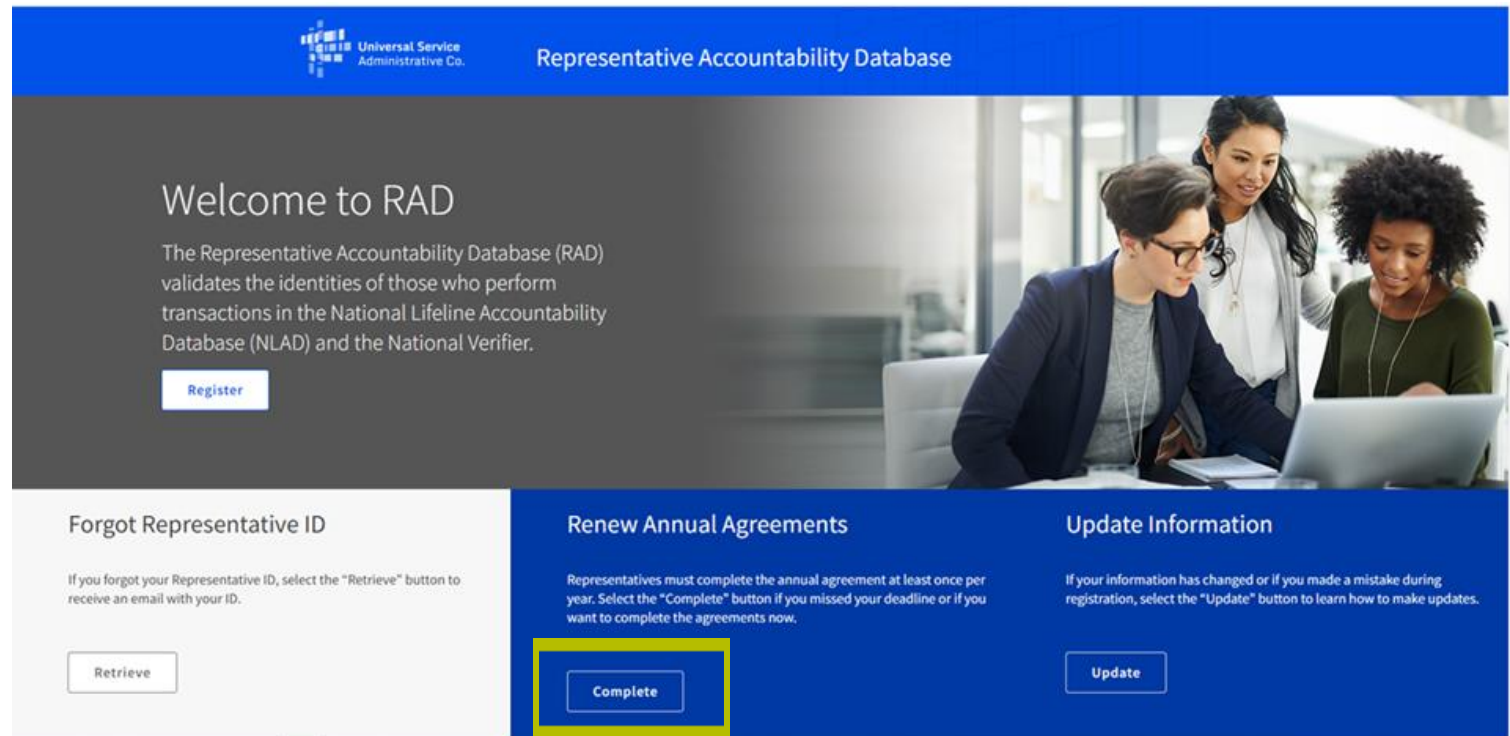 Universal Service
Administrative Co.
Representative Accountability Database
Welcome to RAD
The Representative Accountability Database (RAD)
validates the identities of those who perform
transactions in the National Lifeline Accountability
Database (NLAD) and the National Verifier.
Register
Forgot Representative ID
If you forgot your Representative ID, select the “Retrieve” button to
receive an email with your ID.
Retrieve
Renew Annual Agreements
Representatives must complete the annual agreement at least once per
year. Select the “Complete” button if you missed your deadline or if you
want to complete the agreements now.
Complete
Update Information
If your information has changed or if you made a mistake during
registration, select the “Update” button to learn how to make updates.
Update